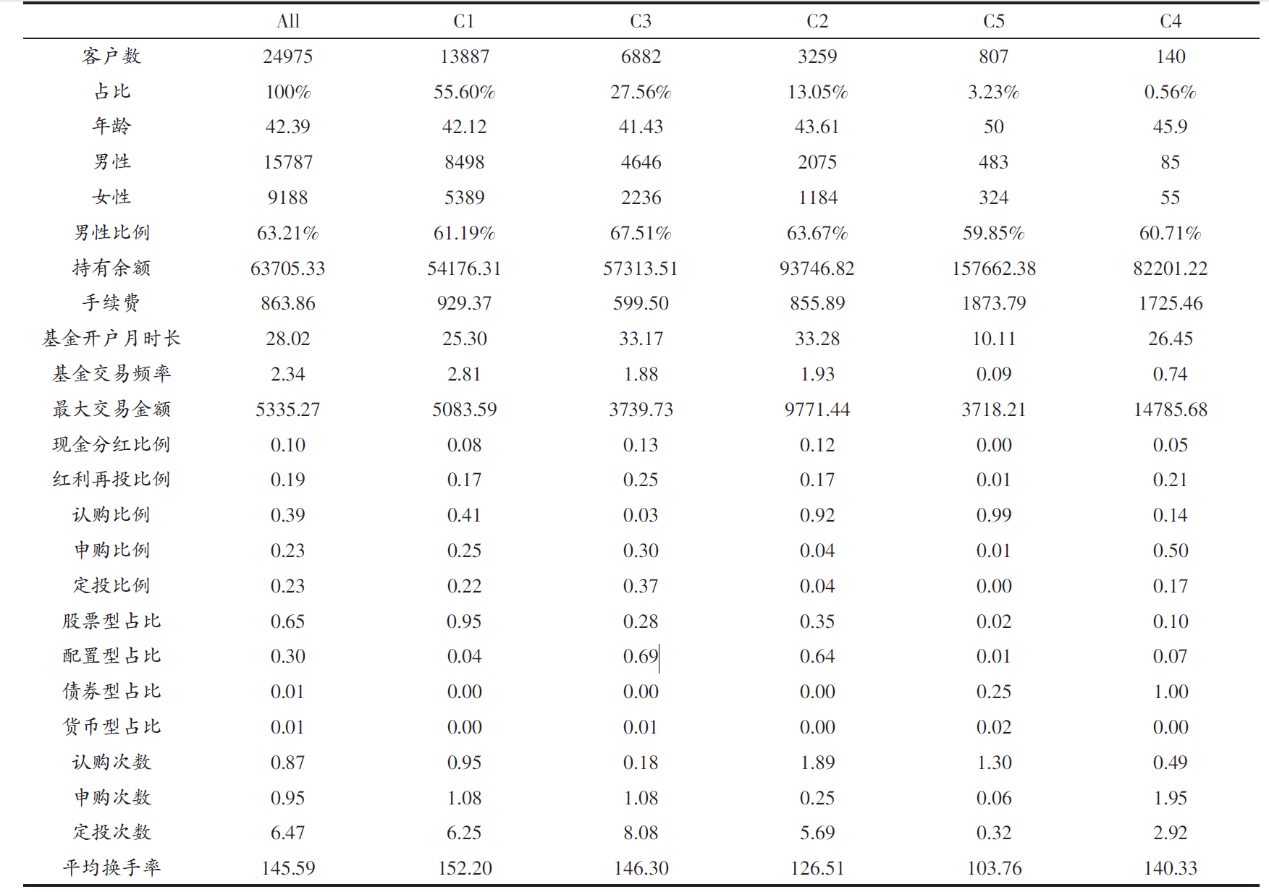 All C1 C3 C2 C5 C4
客户数 24975 13887 6882 3259 807 140
占比 100% 55.60% 27.56% 13.05% 3.23% 0.56%
年龄 42.39 42.12 41.43 43.61 50 45.9
男性 15787 8498 4646 2075 483 85
女性 9188 5389 2236 1184 324 55
男性比例 63.21% 61.19% 67.51% 63.67% 59.85% 60.71%
持有余额 63705.33 54176.31 57313.51 93746.82 157662.38 82201.22
手续费 863.86 929.37 599.50 855.89 1873.79 1725.46
基金开户月时长 28.02 25.30 33.17 33.28 10.11 26.45
基金交易频率 2.34 2.81 1.88 1.93 0.09 0.74
最大交易金额 5335.27 5083.59 3739.73 9771.44 3718.21 14785.68
现金分红比例 0.10 0.08 0.13 0.12 0.00 0.05
红利再投比例 0.19 0.17 0.25 0.17 0.01 0.21
认购比例 0.39 0.41 0.03 0.92 0.99 0.14
申购比例 0.23 0.25 0.30 0.04 0.01 0.50
定投比例 0.23 0.22 0.37 0.04 0.00 0.17
股票型占比 0.65 0.95 0.28 0.35 0.02 0.10
配置型占比 0.30 0.04 0.69 0.64 0.01 0.07
债券型占比 0.01 0.00 0.00 0.00 0.25 1.00
货币型占比 0.01 0.00 0.01 0.00 0.02 0.00
认购次数 0.87 0.95 0.18 1.89 1.30 0.49
申购次数 0.95 1.08 1.08 0.25 0.06 1.95
定投次数 6.47 6.25 8.08 5.69 0.32 2.92
平均换手率 145.59 152.20 146.30 126.51 103.76 140.33